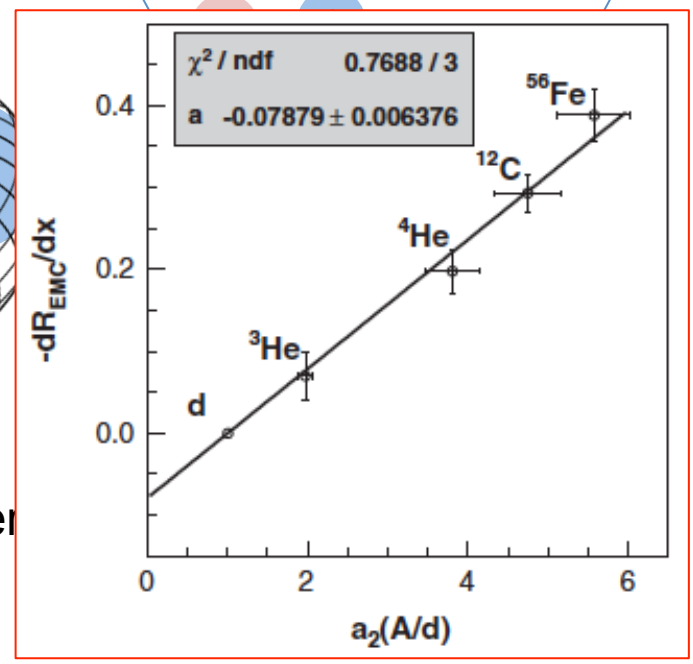 χ² / ndf 0.7688 / 3
a -0.07879 ± 0.006376
⁵⁶Fe
0.4
¹²C
⁴He
0.2
-dR_EMC/dx
³He
d
0.0
er
0 2 4 6
a₂(A/d)